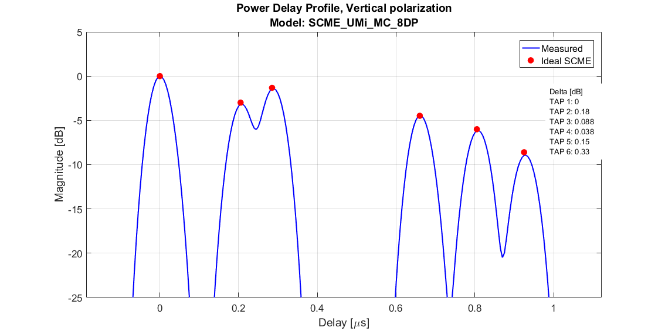 Power Delay Profile, Vertical polarization
Model: SCME_UMi_MC_8DP
Magnitude [dB]
5
0
-5
-10
-15
-20
-25
0
0.2
0.4
0.6
0.8
1
Delay [μs]
Measured
Ideal SCME
Delta [dB]
TAP 1: 0
TAP 2: 0.18
TAP 3: 0.088
TAP 4: 0.038
TAP 5: 0.15
TAP 6: 0.33